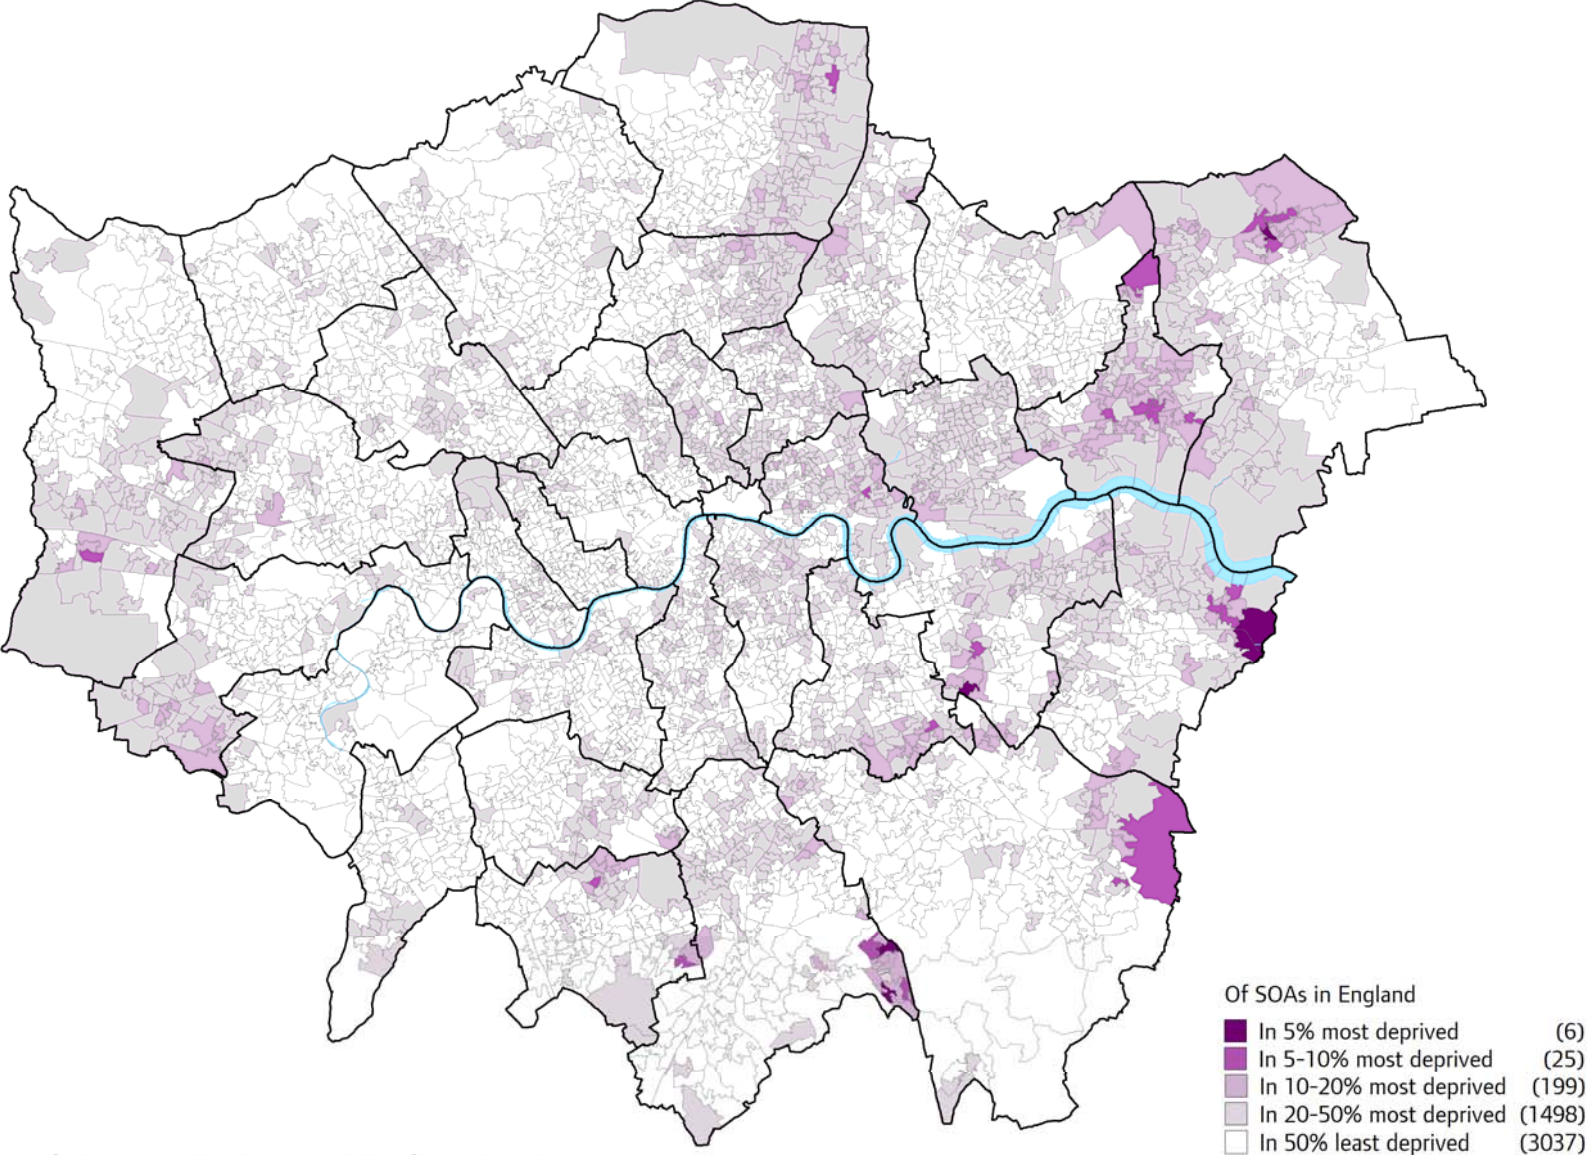 Of SOAs in England
In 5% most deprived (6)
In 5-10% most deprived (25)
In 10-20% most deprived (199)
In 20-50% most deprived (1498)
In 50% least deprived (3037)